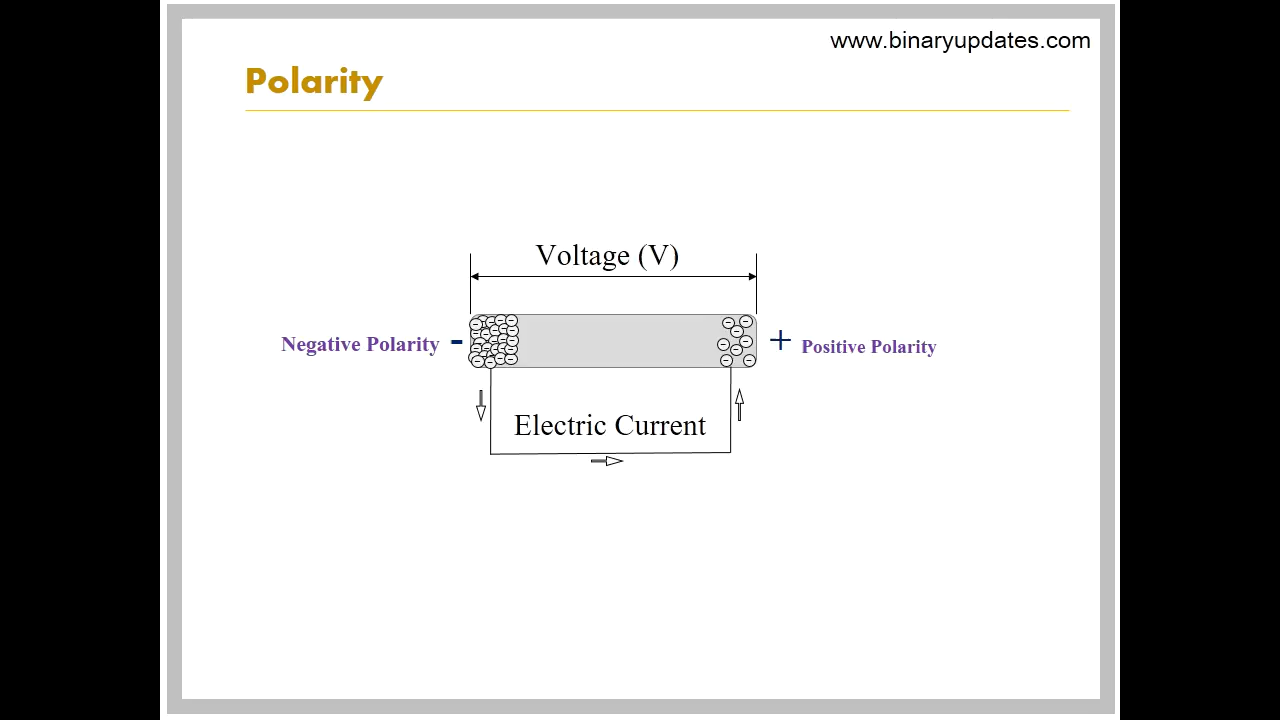 www.binaryupdates.com
Polarity
Voltage (V)
Negative Polarity - + Positive Polarity
Electric Current